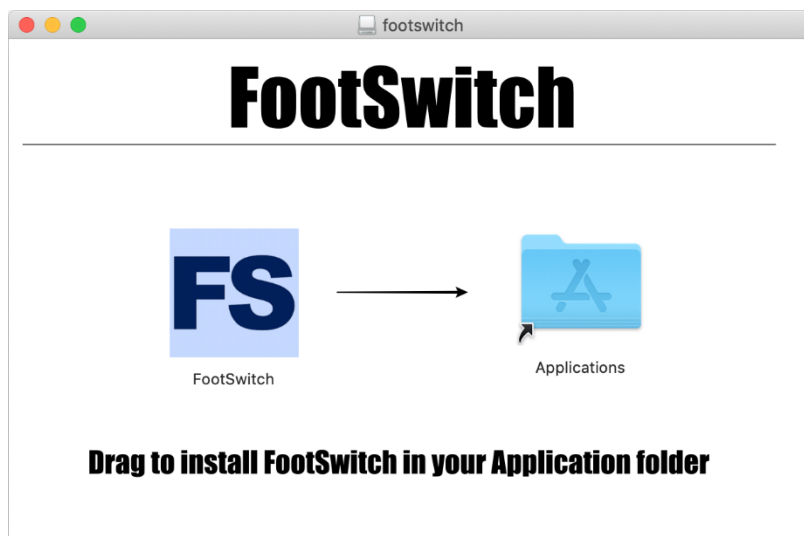 footswitch
FootSwitch
FS
FootSwitch
Applications
Drag to install FootSwitch in your Application folder